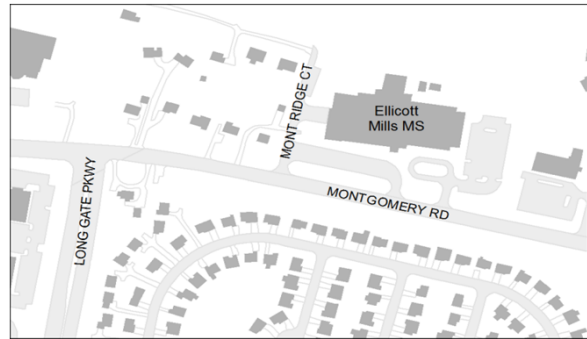 MONT RIDGE CT
Ellicott
Mills MS
LONG GATE PKWY
MONTGOMERY RD